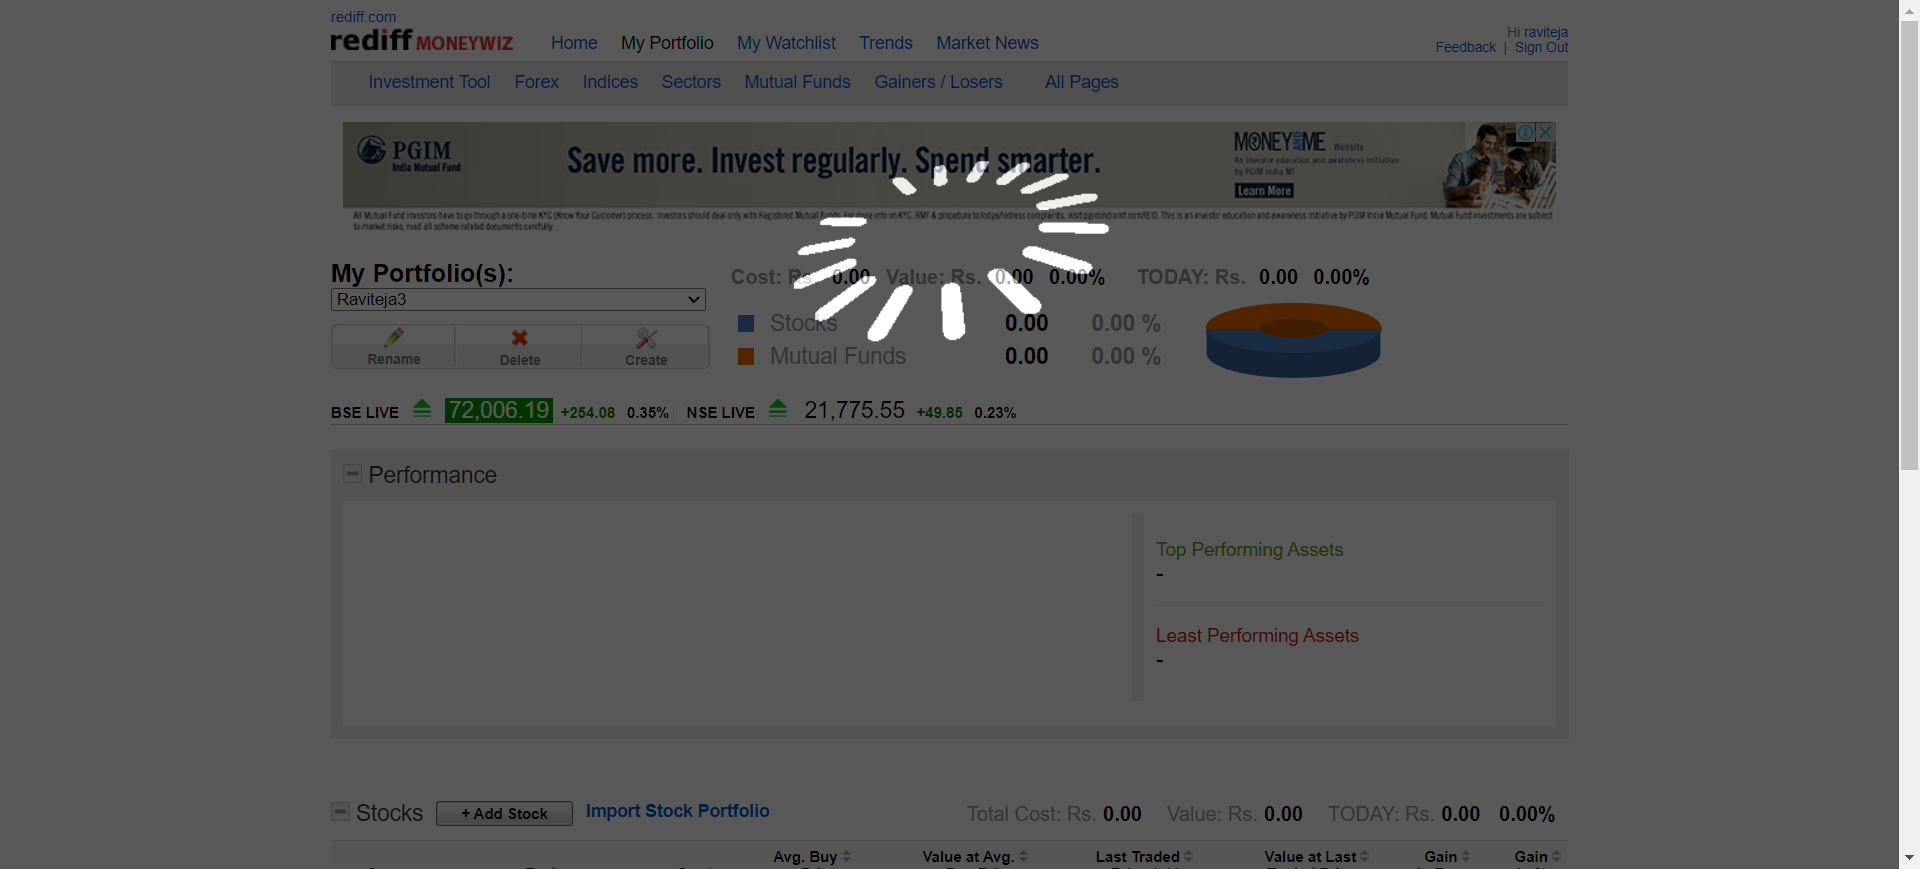 rediff.com
rediff MONEYWIZ Home My Portfolio My Watchlist Trends Market News
Hi raviteja
Feedback | Sign Out
Investment Tool Forex Indices Sectors Mutual Funds Gainers / Losers All Pages
PGIM
India Mutual Fund
Save more. Invest regularly. Spend smarter.
MONEY AND ME Website
An investor education and awareness initiative
by PGIM India MF
Learn More
All Mutual Fund investors have to go through a one-time KYC (Know Your Customer) process. Investors should deal only with Registered Mutual Funds. For more info on KYC, RMF & procedure to lodge/redress complaints, visit pgimindiamf.com/IEID. This is an investor education and awareness initiative by PGIM India Mutual Fund. Mutual Fund investments are subject
to market risks, read all scheme related documents carefully.
My Portfolio(s):
Raviteja3
Cost: Rs. 0.00 Value: Rs. 0.00 0.00% TODAY: Rs. 0.00 0.00%
Rename Delete Create
Stocks 0.00 0.00 %
Mutual Funds 0.00 0.00 %
BSE LIVE 72,006.19 +254.08 0.35% NSE LIVE 21,775.55 +49.85 0.23%
Performance
Top Performing Assets
-
Least Performing Assets
-
Stocks + Add Stock Import Stock Portfolio Total Cost: Rs. 0.00 Value: Rs. 0.00 TODAY: Rs. 0.00 0.00%
Avg. Buy Value at Avg. Last Traded Value at Last Gain Gain